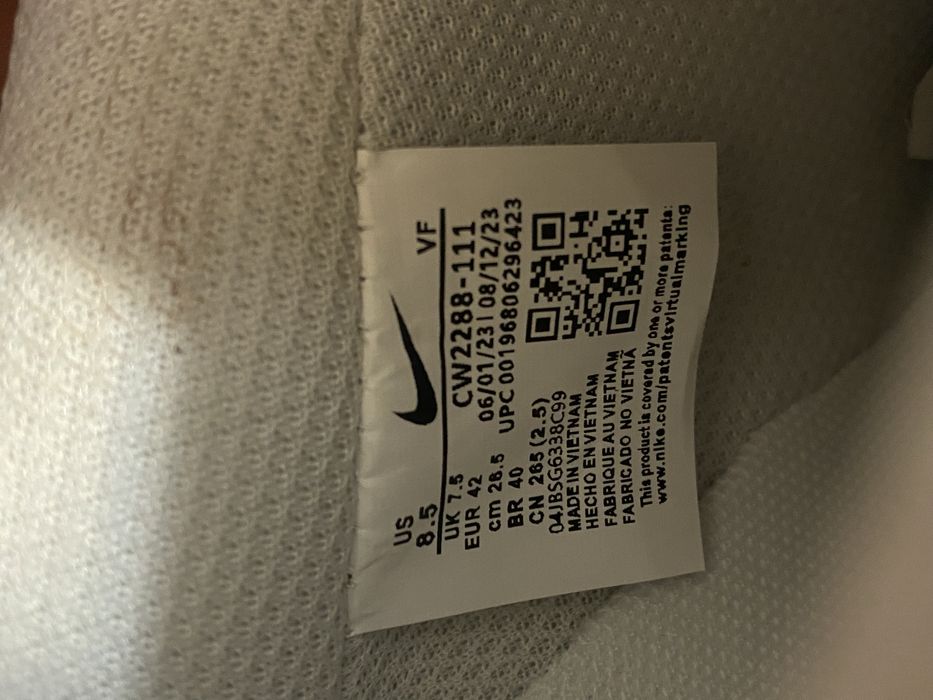 US
8.5
VF
UK 7.5
EUR 42
cm 26.5
BR 40
CN 265 (2.5)
CW2288-111
06/01/23 | 08/12/23
UPC 00196806296423
04JBSG6338C99
MADE IN VIETNAM
HECHO EN VIETNAM
FABRIQUE AU VIETNAM
FABRICADO NO VIETNÃ
This product is covered by one or more patents:
www.nike.com/patentsvirtualmarking